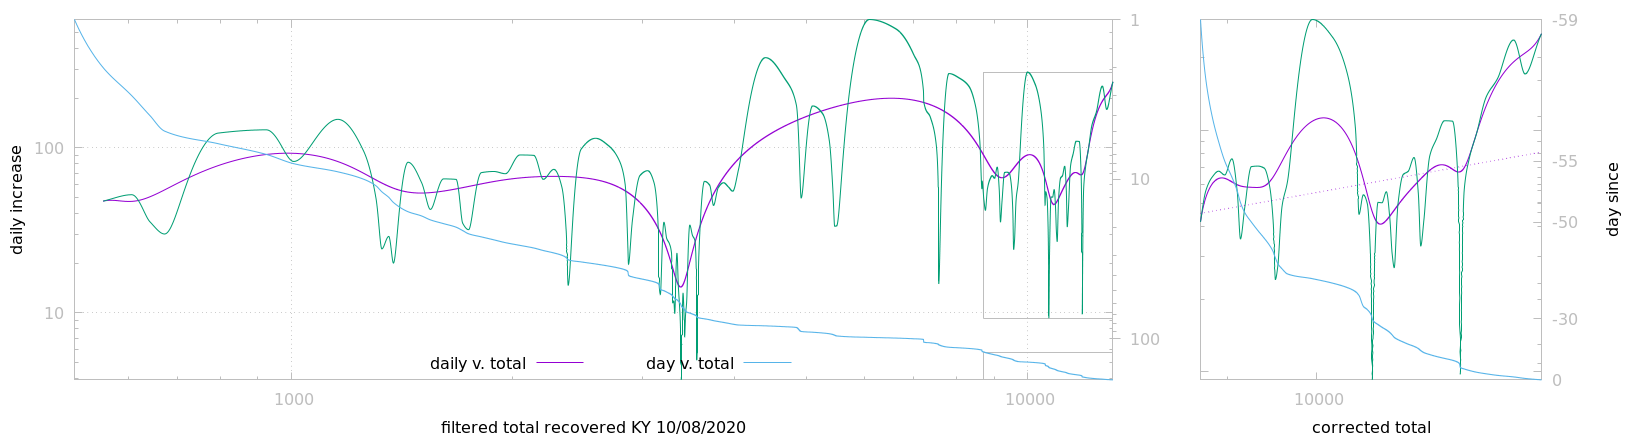 1
-59
daily increase
100
10
-55
-50
day since
10
-30
100
daily v. total
day v. total
0
1000
10000
10000
filtered total recovered KY 10/08/2020
corrected total